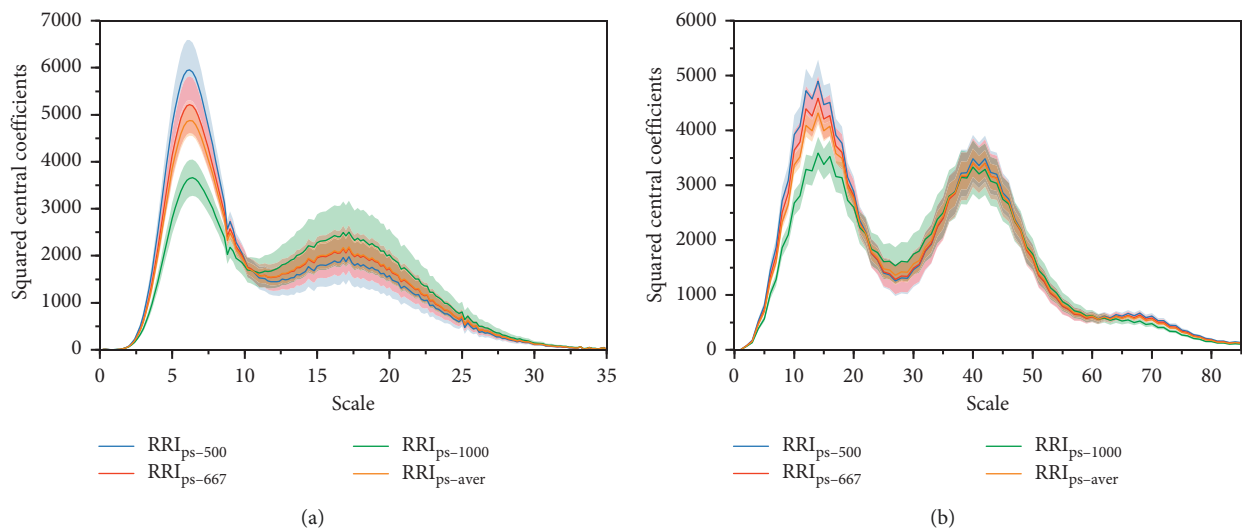 7000
6000
5000
4000
3000
2000
1000
0
Squared central coefficients
0 5 10 15 20 25 30 35
Scale
RRIps–500
RRIps–667
RRIps–1000
RRIps–aver
(a)
6000
5000
4000
3000
2000
1000
0
Squared central coefficients
0 10 20 30 40 50 60 70 80
Scale
RRIps–500
RRIps–667
RRIps–1000
RRIps–aver
(b)